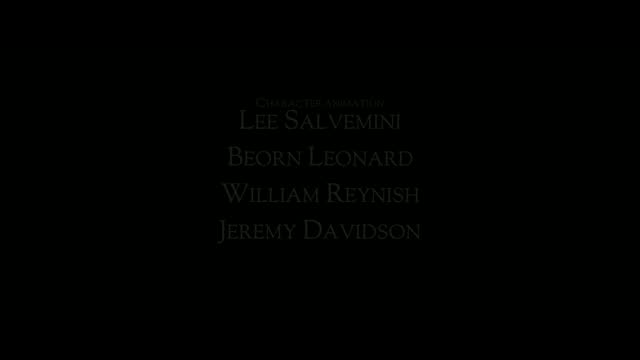 Character animation
Lee Salvemini
Beorn Leonard
William Reynish
Jeremy Davidson